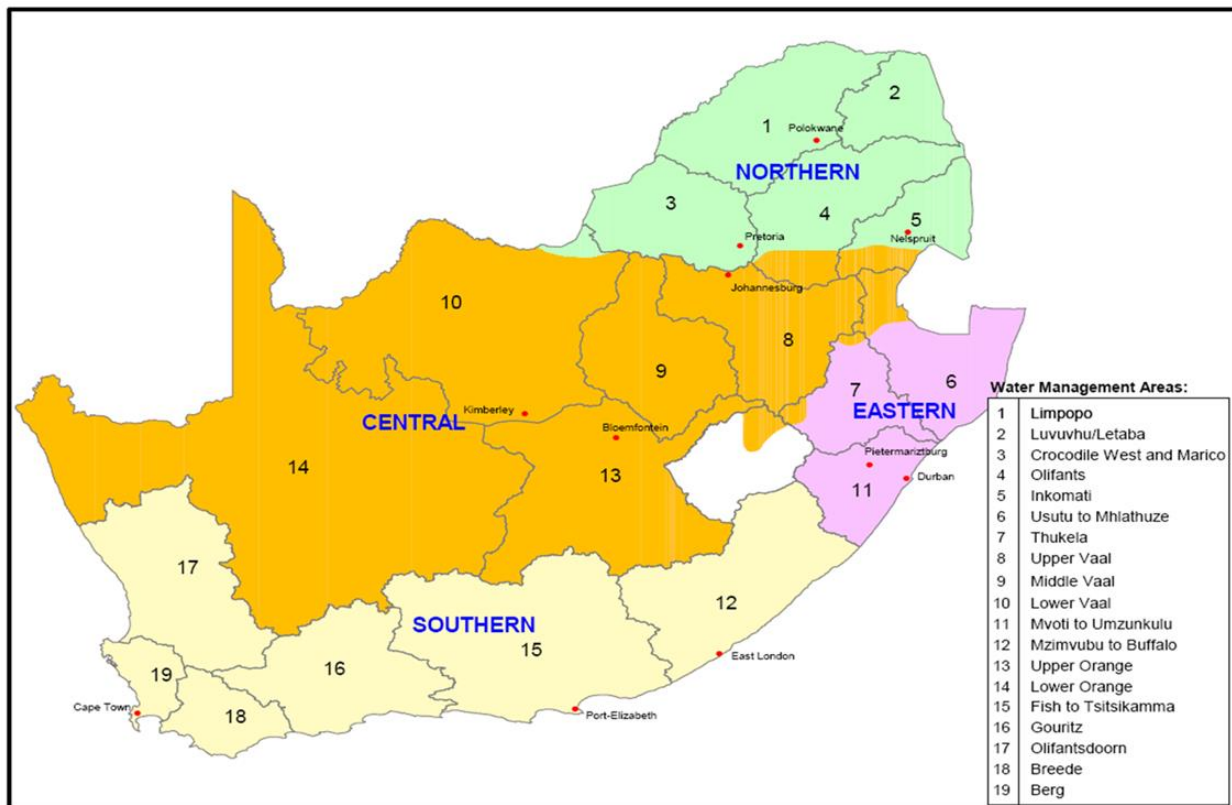 2
1
Polokwane
NORTHERN
3
4
5
Pretoria
Nelspruit
Johannesburg
10
8
9
7
6
Kimberley
CENTRAL
EASTERN
Bloemfontein
14
13
Pietermariztburg
11
Durban
17
12
SOUTHERN
15
East London
16
19
18
Cape Town
Port-Elizabeth
Water Management Areas:
1 Limpopo
2 Luvuvhu/Letaba
3 Crocodile West and Marico
4 Olifants
5 Inkomati
6 Usutu to Mhlathuze
7 Thukela
8 Upper Vaal
9 Middle Vaal
10 Lower Vaal
11 Mvoti to Umzunkulu
12 Mzimvubu to Buffalo
13 Upper Orange
14 Lower Orange
15 Fish to Tsitsikamma
16 Gouritz
17 Olifantsdoorn
18 Breede
19 Berg